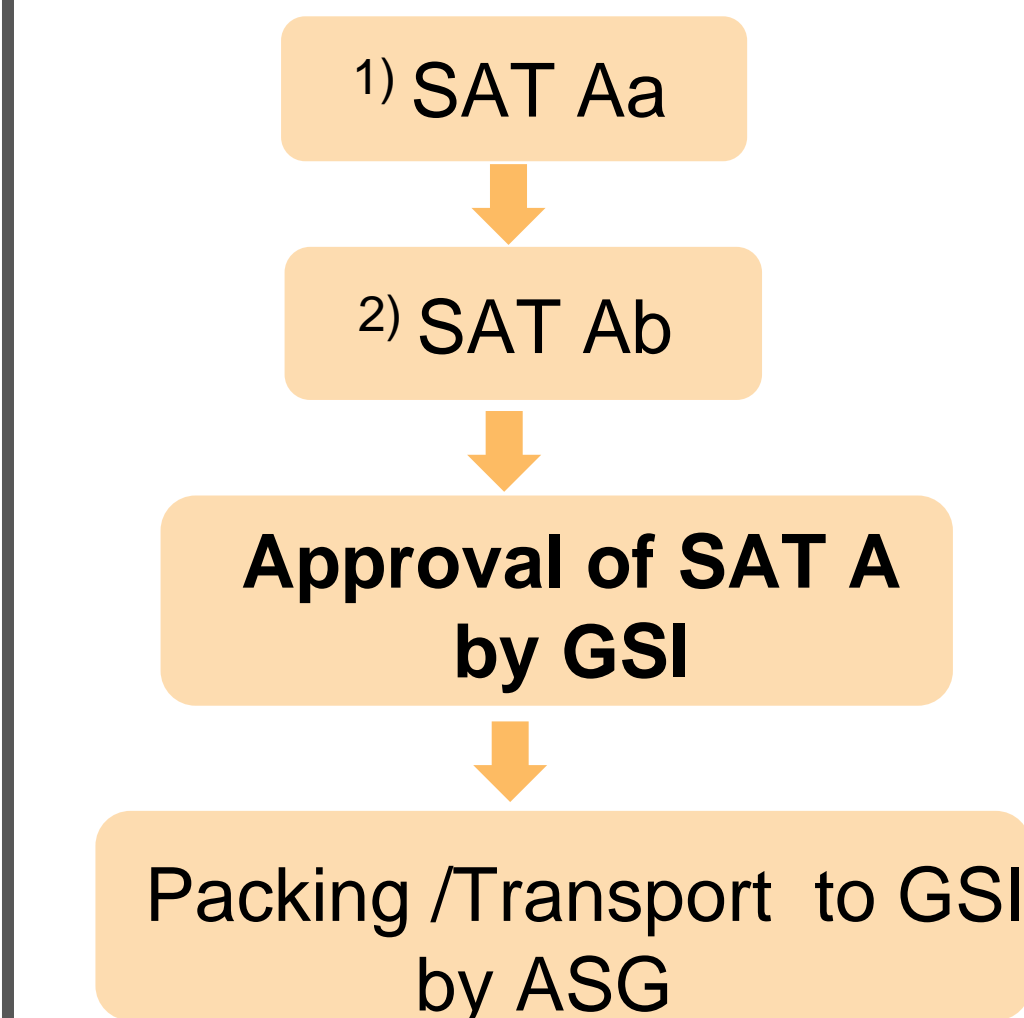 1) SAT Aa
2) SAT Ab
Approval of SAT A
by GSI
Packing /Transport to GSI
by ASG